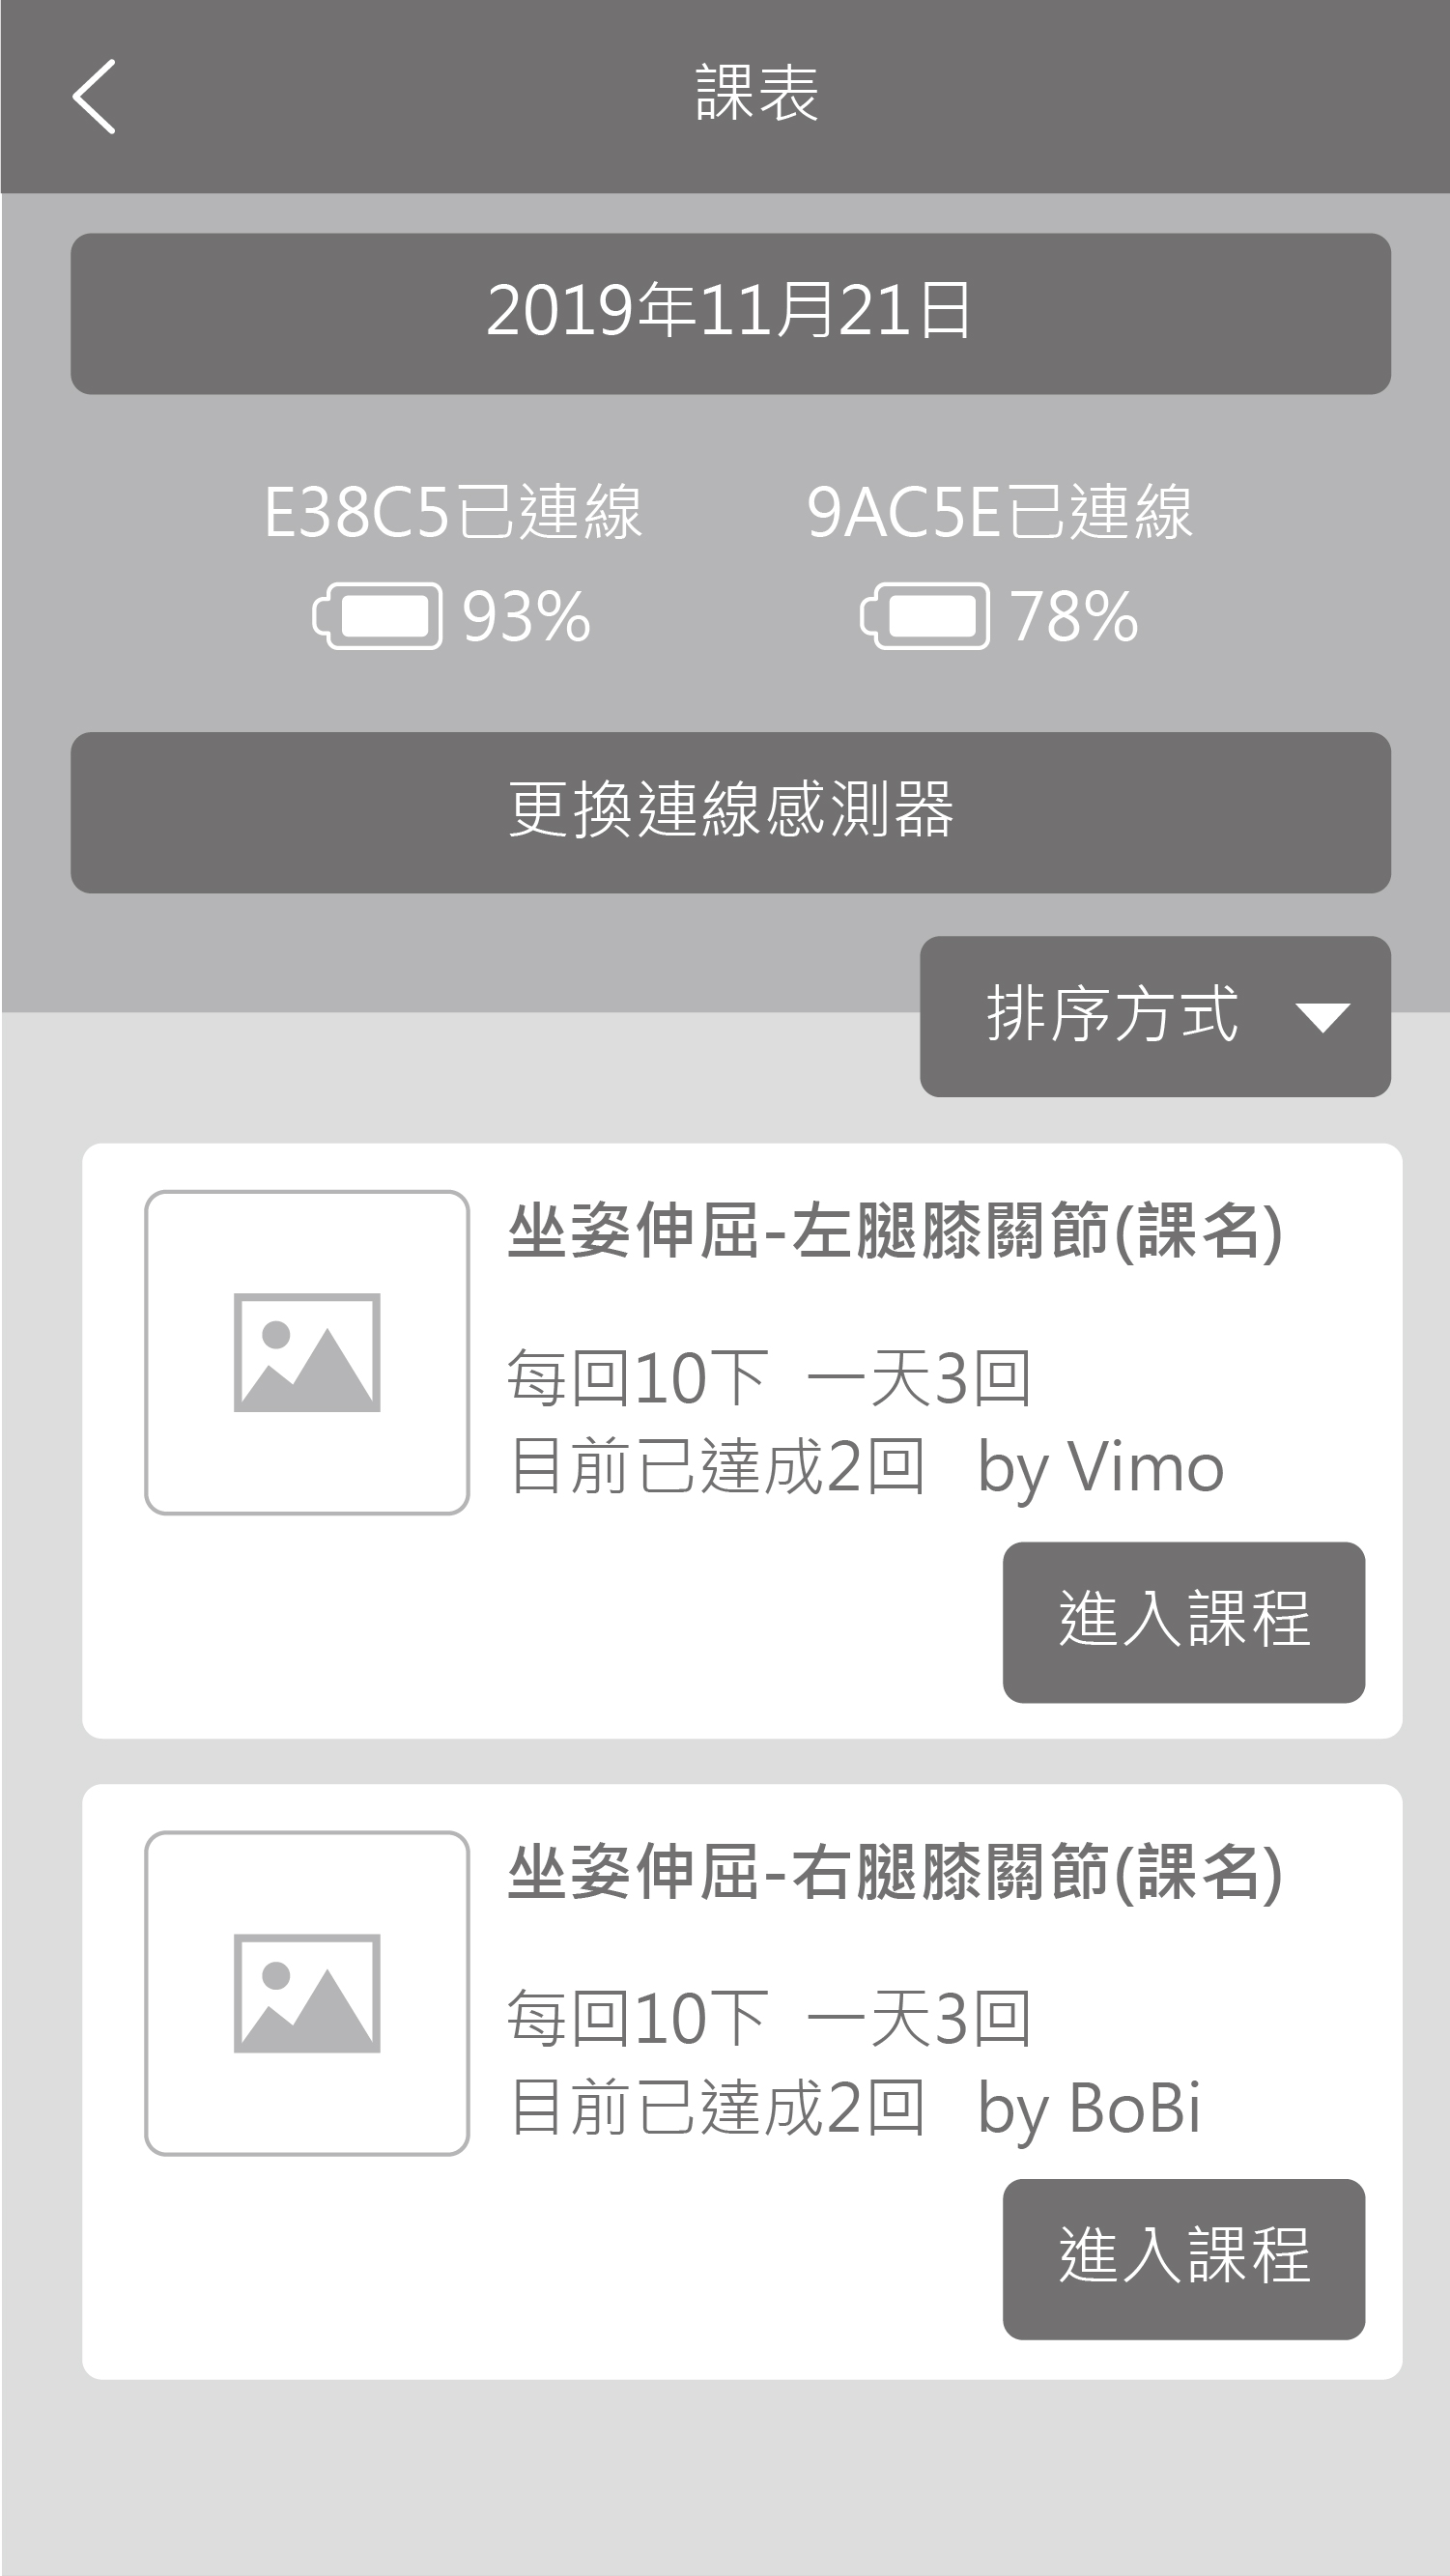 課表
2019年11月21日
E38C5已連線 9AC5E已連線
93% 78%
更換連線感測器
排序方式
坐姿伸屈-左腿膝關節(課名)
每回10下 一天3回
目前已達成2回 by Vimo
進入課程
坐姿伸屈-右腿膝關節(課名)
每回10下 一天3回
目前已達成2回 by BoBi
進入課程